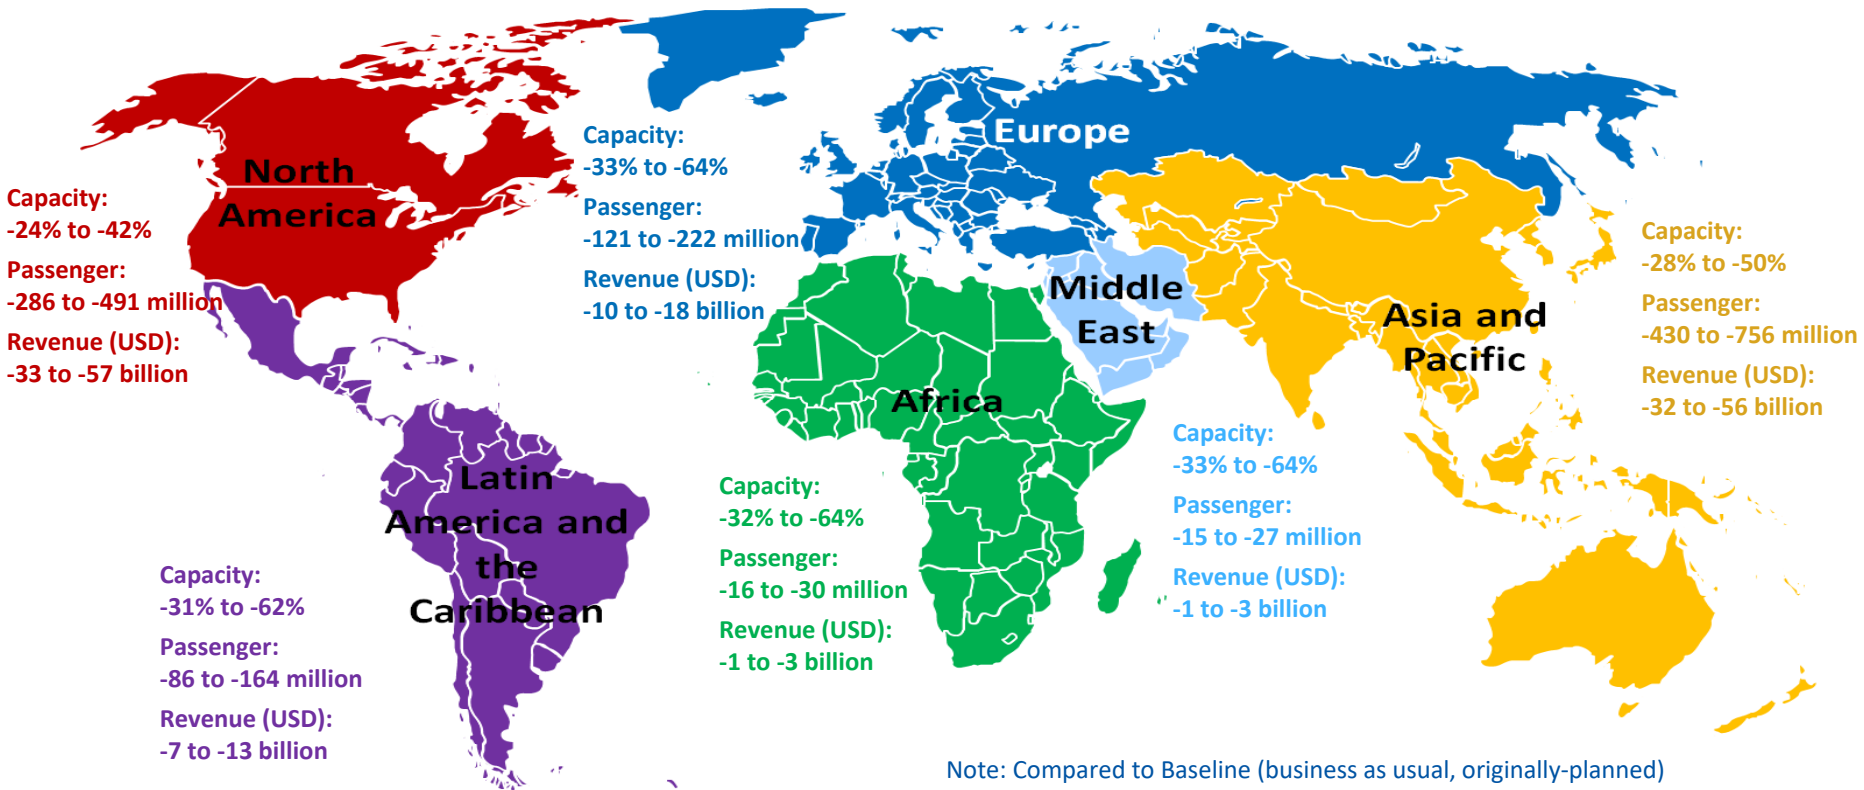 North
America
Capacity:
-24% to -42%
Passenger:
-286 to -491 million
Revenue (USD):
-33 to -57 billion
Capacity:
-33% to -64%
Passenger:
-121 to -222 million
Revenue (USD):
-10 to -18 billion
Europe
Middle
East
Asia and
Pacific
Capacity:
-28% to -50%
Passenger:
-430 to -756 million
Revenue (USD):
-32 to -56 billion
Africa
Capacity:
-33% to -64%
Passenger:
-15 to -27 million
Revenue (USD):
-1 to -3 billion
Capacity:
-32% to -64%
Passenger:
-16 to -30 million
Revenue (USD):
-1 to -3 billion
Latin
America and
the
Caribbean
Capacity:
-31% to -62%
Passenger:
-86 to -164 million
Revenue (USD):
-7 to -13 billion
Note: Compared to Baseline (business as usual, originally-planned)